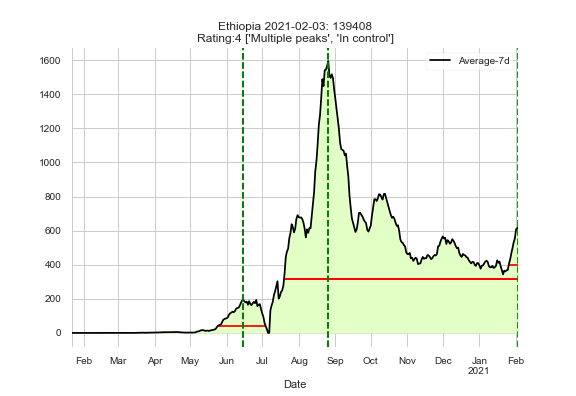 Ethiopia 2021-02-03: 139408
Rating:4 ['Multiple peaks', 'In control']
Average-7d
1600
1400
1200
1000
800
600
400
200
0
Feb Mar Apr May Jun Jul Aug Sep Oct Nov Dec Jan Feb
2021
Date